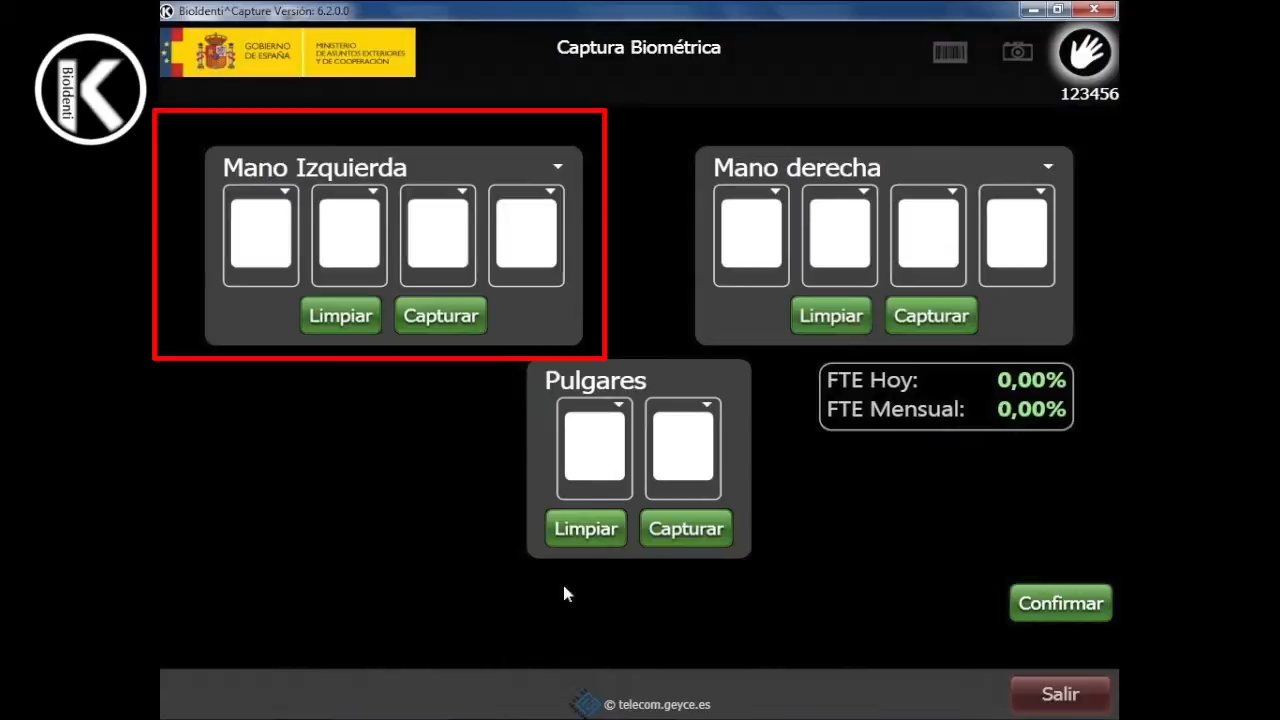 BioIdenti^Capture Versión: 6.2.0.0
BioIdenti
K
GOBIERNO
DE ESPAÑA
MINISTERIO
DE ASUNTOS EXTERIORES
Y DE COOPERACIÓN
Captura Biométrica
123456
Mano Izquierda
Limpiar
Capturar
Mano derecha
Limpiar
Capturar
Pulgares
Limpiar
Capturar
FTE Hoy: 0,00%
FTE Mensual: 0,00%
Confirmar
Salir
© telecom.geyce.es